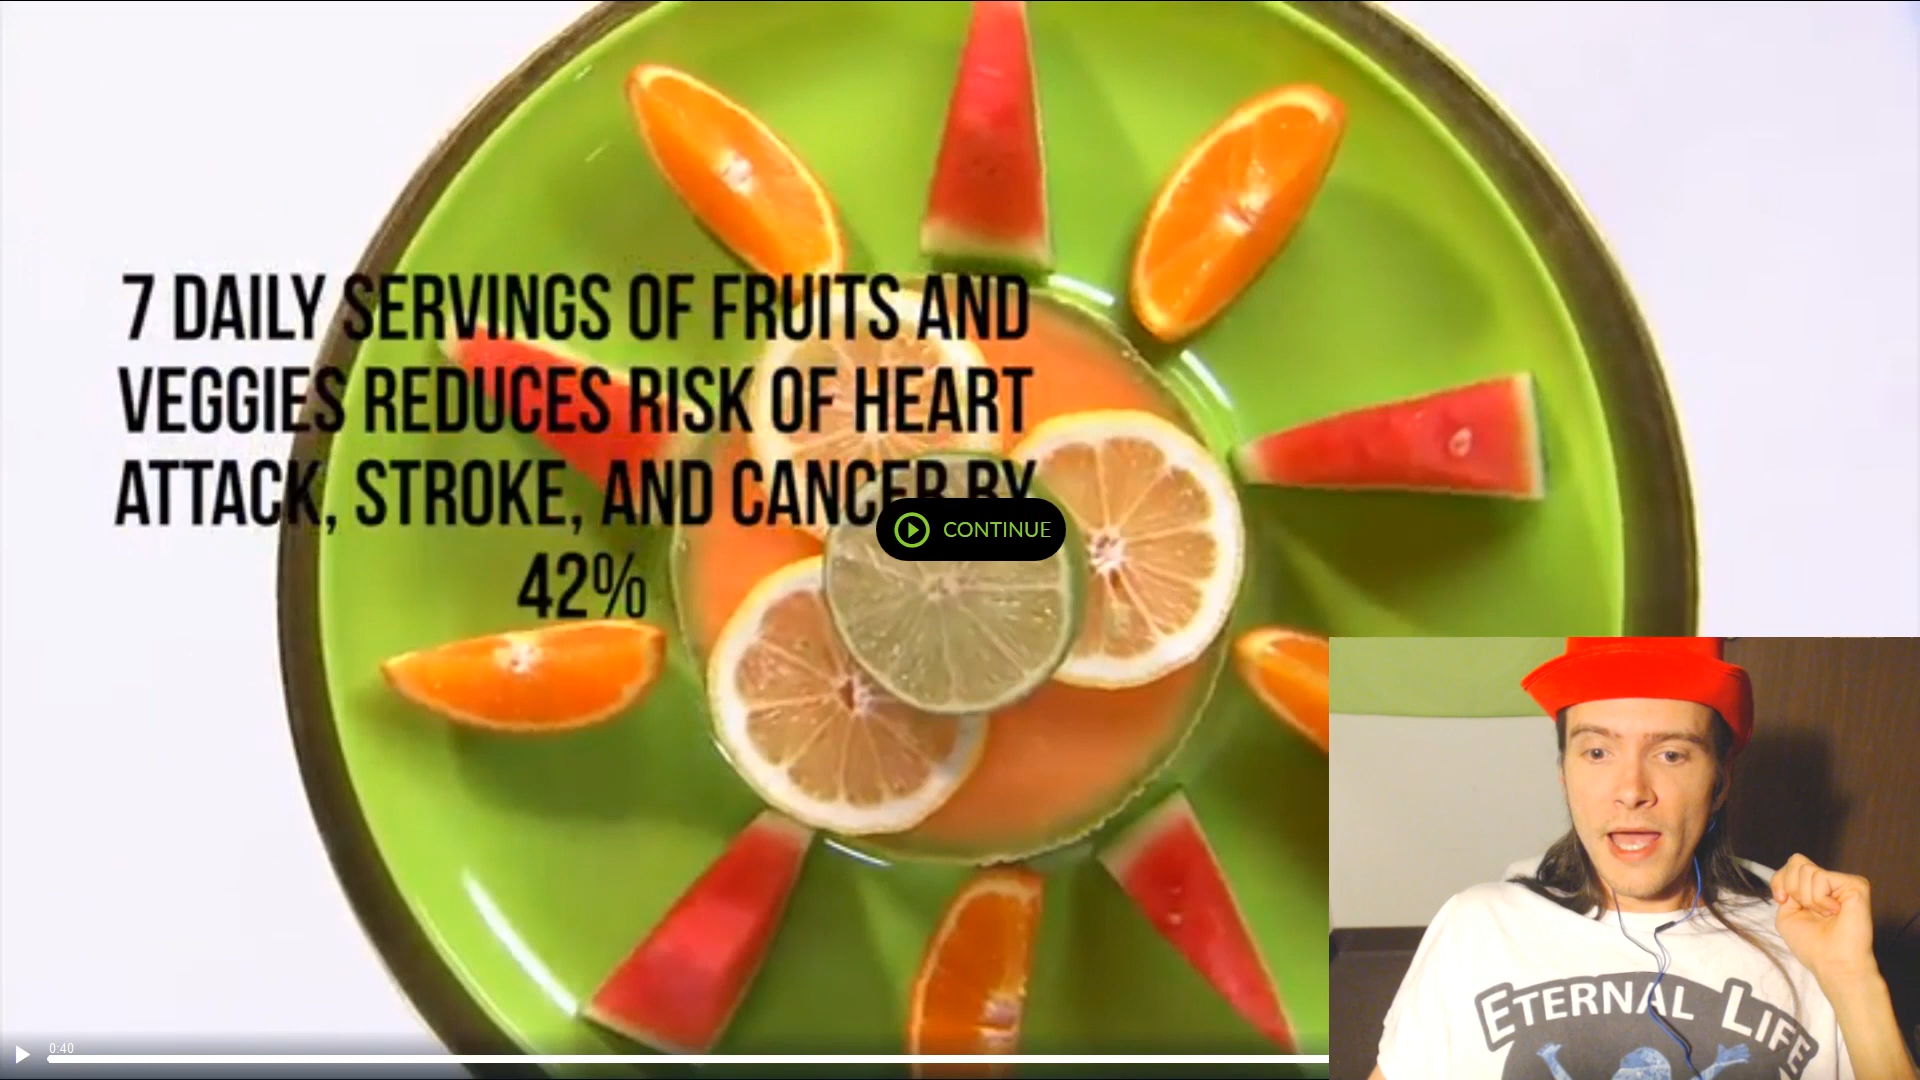 7 DAILY SERVINGS OF FRUITS AND
VEGGIES REDUCES RISK OF HEART
ATTACK, STROKE, AND CANCER BY
42%
CONTINUE
0:40
ETERNAL LIFE